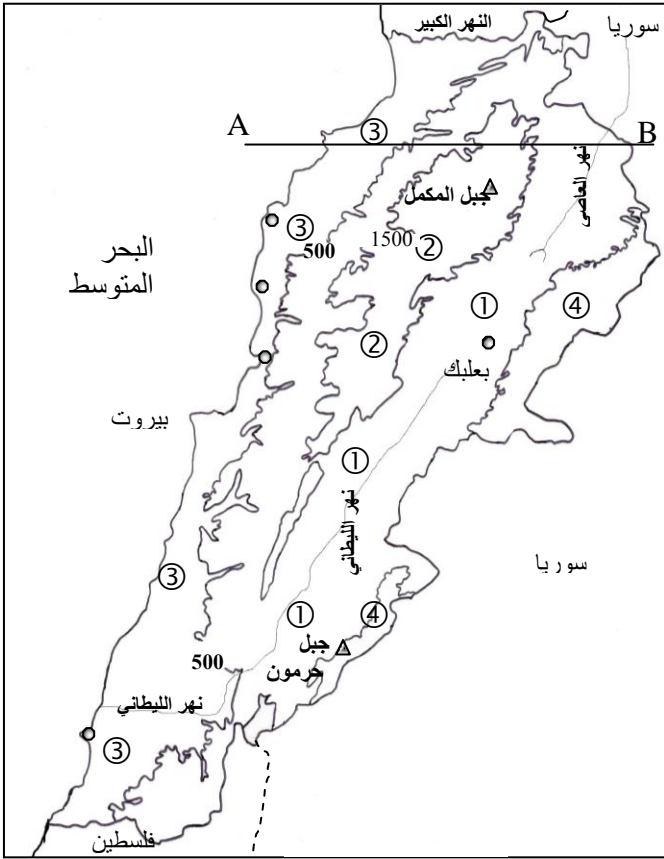 النهر الكبير
سوريا
A
B
③
نهر العاصي
جبل المكمل
③
500
1500
②
البحر
المتوسط
①
④
②
بعلبك
بيروت
①
نهر الليطاني
سوريا
③
①
④
جبل
حرمون
500
نهر الليطاني
③
فلسطين